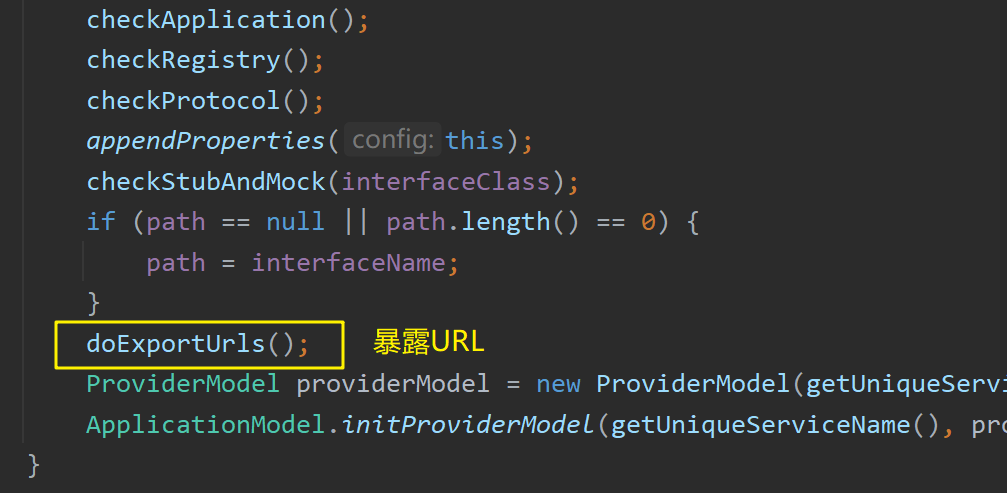 checkApplication();
checkRegistry();
checkProtocol();
appendProperties( config: this);
checkStubAndMock(interfaceClass);
if (path == null || path.length() == 0) {
path = interfaceName;
}
doExportUrls(); 暴露URL
ProviderModel providerModel = new ProviderModel(getUniqueServi
ApplicationModel.initProviderModel(getUniqueServiceName(), pro
}